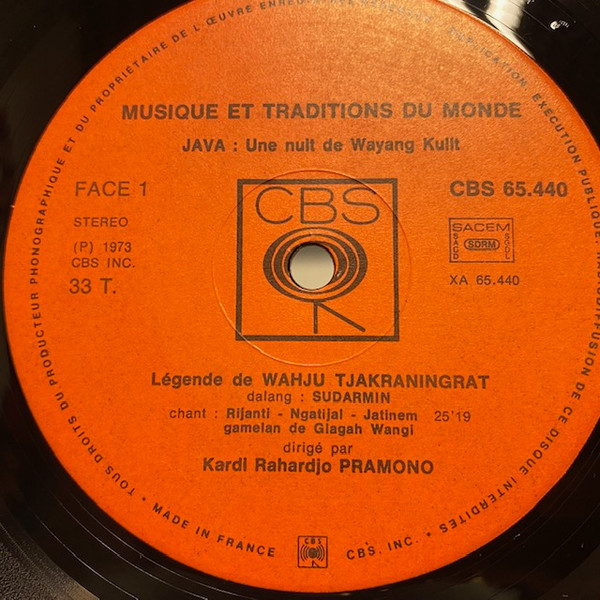 MUSIQUE ET TRADITIONS DU MONDE
JAVA : Une nuit de Wayang Kulit
FACE 1
CBS
CBS 65.440
STEREO
(P) 1973
CBS INC.
33 T.
SACEM
SACD
SDRM
SGDL
XA 65.440
Légende de WAHJU TJAKRANINGRAT
dalang : SUDARMIN
chant : Rijanti - Ngatijal - Jatinem 25'19
gamelan de Glagah Wangi
dirigé par
Kardi Rahardjo PRAMONO
• TOUS DROITS DU PRODUCTEUR PHONOGRAPHIQUE ET DU PROPRIETAIRE DE L'ŒUVRE ENREGISTREE
EXECUTION PUBLIQUE,
DE CE DISQUE INTERDITES •
MADE IN FRANCE
CBS
CBS. INC. •